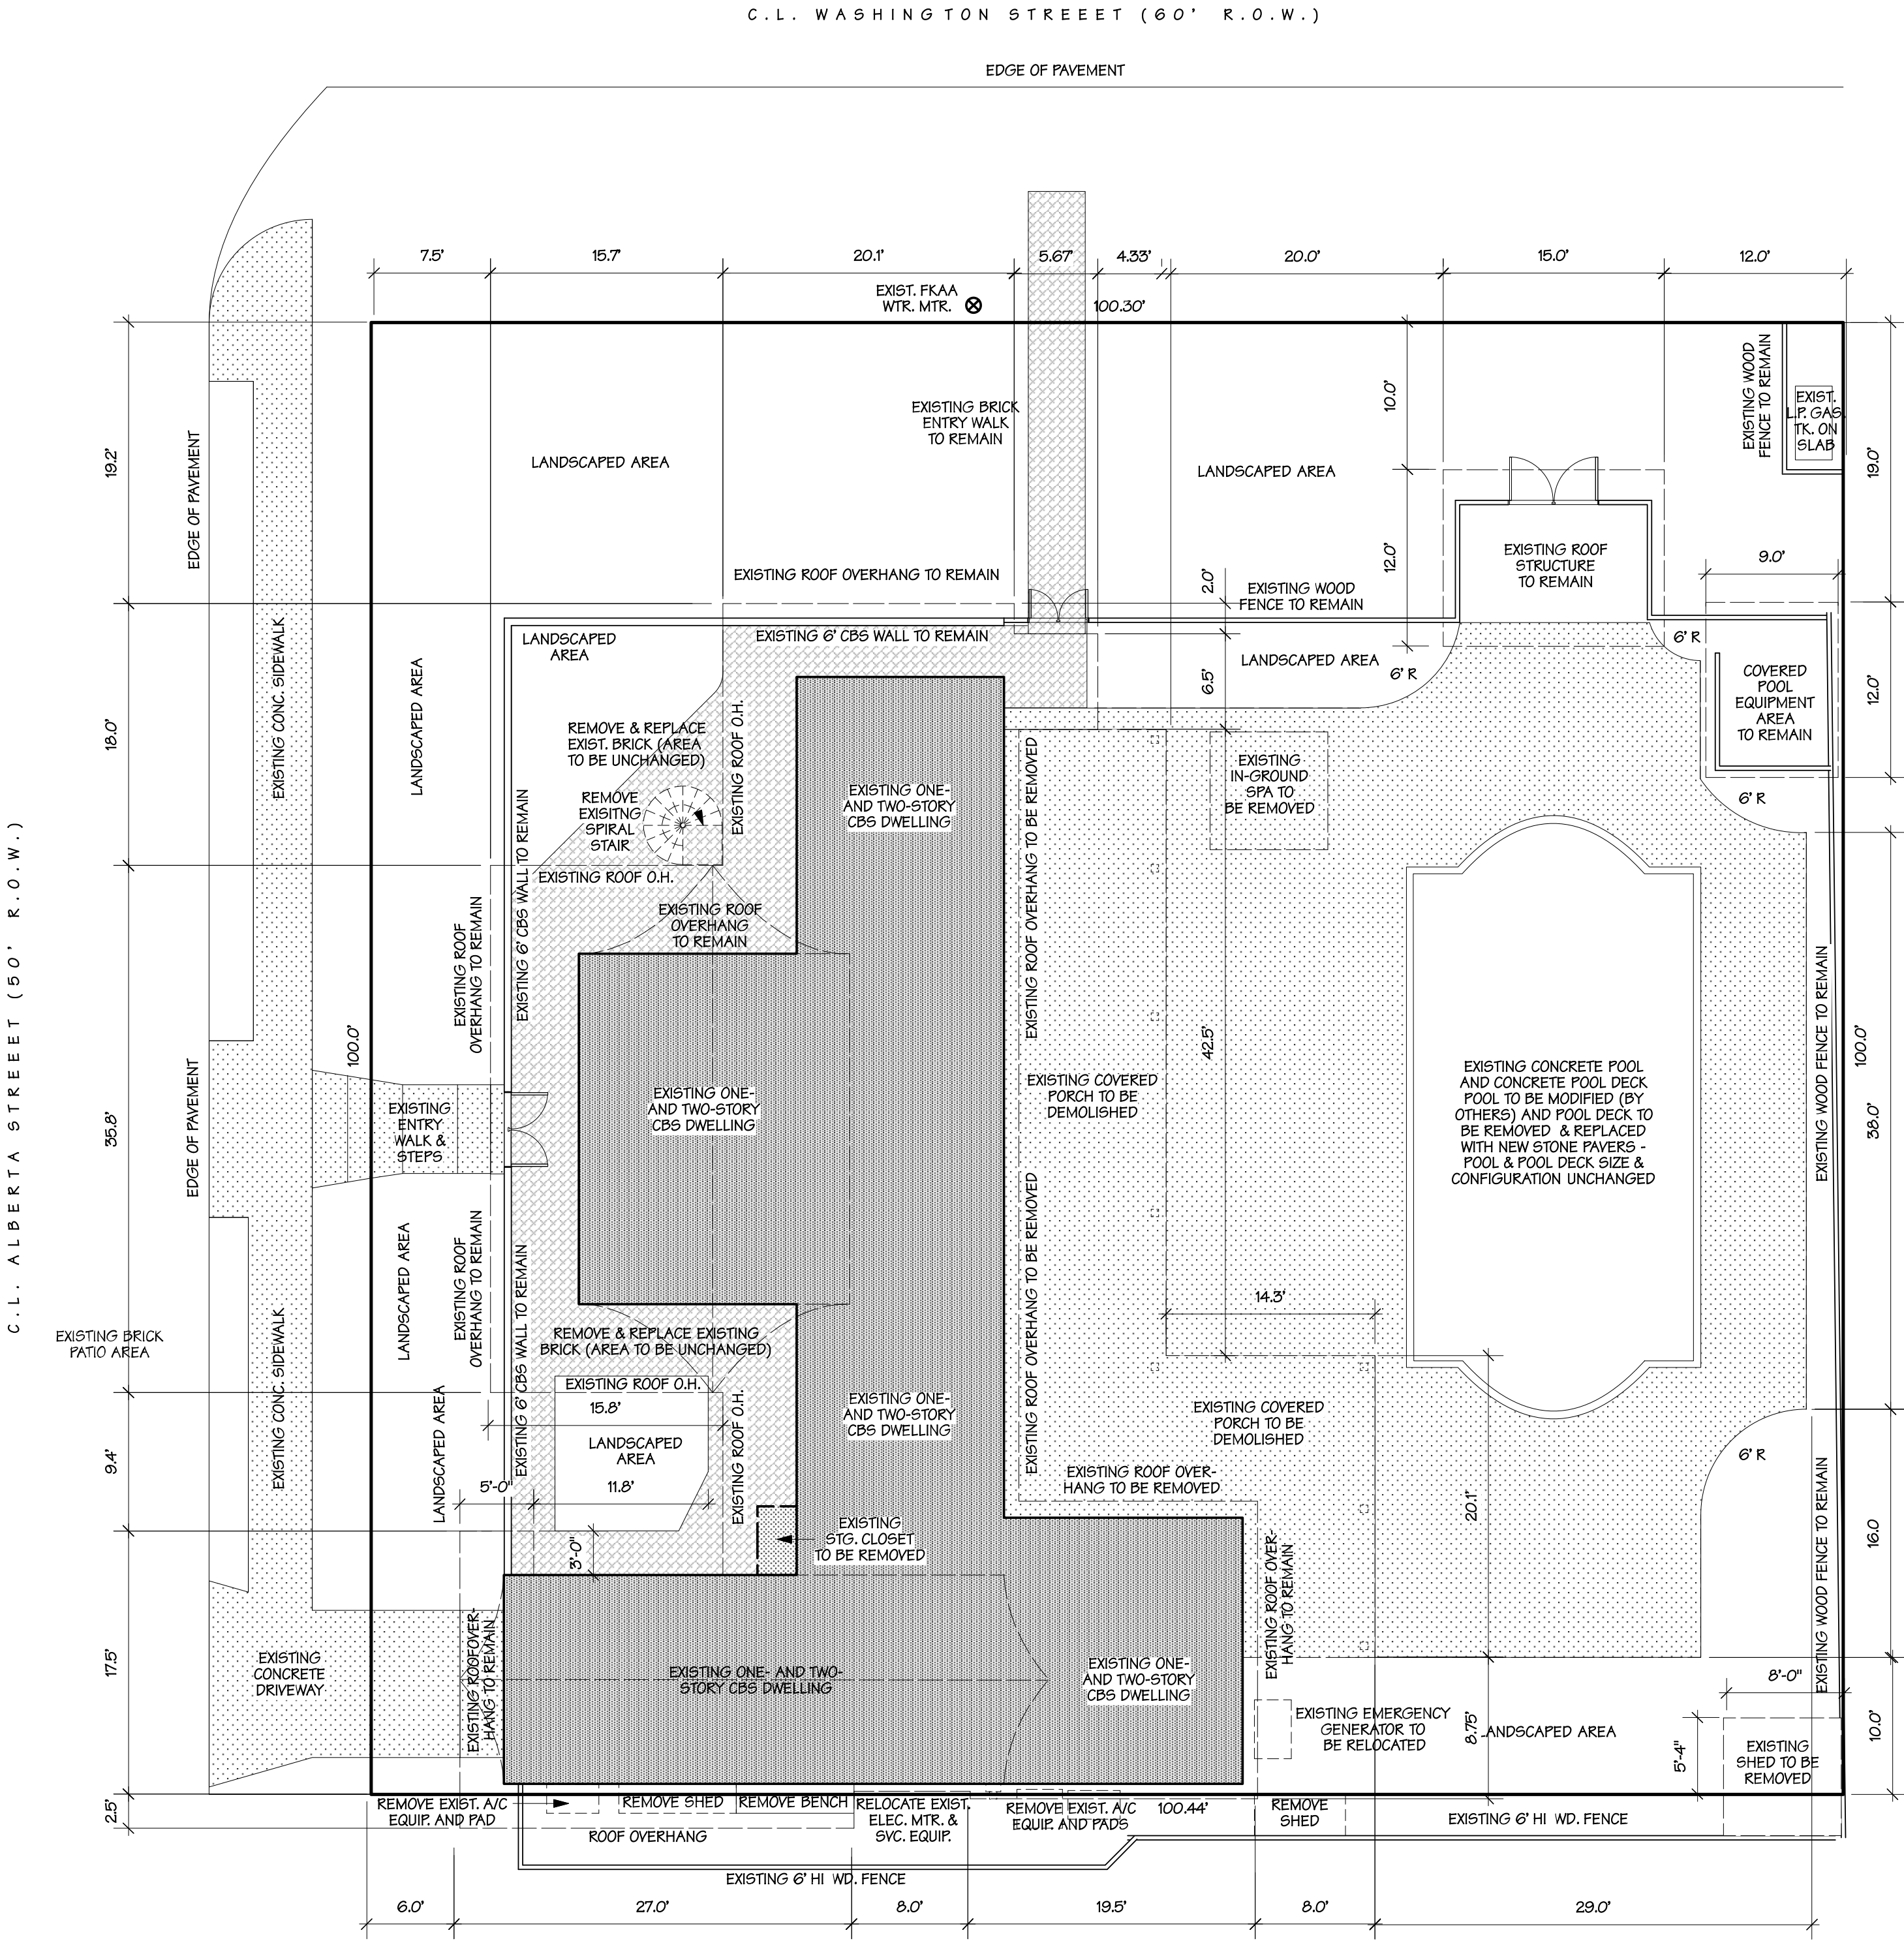 C.L. WASHINGTON STREEET (60' R.O.W.)
EDGE OF PAVEMENT
7.5'
15.7'
20.1'
5.67'
4.33'
20.0'
15.0'
12.0'
EXIST. FKAA
WTR. MTR.
100.30'
19.2'
18.0'
35.8'
9.4'
17.5'
2.5'
C.L. ALBERTA STREEET (50' R.O.W.)
EDGE OF PAVEMENT
EDGE OF PAVEMENT
EXISTING CONC. SIDEWALK
EXISTING CONC. SIDEWALK
EXISTING BRICK
PATIO AREA
100.0'
LANDSCAPED AREA
EXISTING BRICK
ENTRY WALK
TO REMAIN
LANDSCAPED AREA
10.0'
12.0'
EXISTING WOOD
FENCE TO REMAIN
EXIST.
L.P. GAS
TK. ON
SLAB
19.0'
EXISTING ROOF
STRUCTURE
TO REMAIN
9.0'
EXISTING ROOF OVERHANG TO REMAIN
2.0'
EXISTING WOOD
FENCE TO REMAIN
LANDSCAPED
AREA
EXISTING 6' CBS WALL TO REMAIN
LANDSCAPED AREA
6.5'
6' R
6' R
COVERED
POOL
EQUIPMENT
AREA
TO REMAIN
12.0'
6' R
LANDSCAPED AREA
REMOVE & REPLACE
EXIST. BRICK (AREA
TO BE UNCHANGED)
EXISTING ROOF O.H.
REMOVE
EXISITNG
SPIRAL
STAIR
EXISTING ONE-
AND TWO-STORY
CBS DWELLING
EXISTING ROOF OVERHANG TO BE REMOVED
EXISTING
IN-GROUND
SPA TO
BE REMOVED
EXISTING ROOF O.H.
EXISTING ROOF
OVERHANG
TO REMAIN
EXISTING ROOF
OVERHANG TO REMAIN
EXISTING 6' CBS WALL TO REMAIN
42.5'
EXISTING
ENTRY
WALK &
STEPS
EXISTING ONE-
AND TWO-STORY
CBS DWELLING
EXISTING COVERED
PORCH TO BE
DEMOLISHED
EXISTING CONCRETE POOL
AND CONCRETE POOL DECK
POOL TO BE MODIFIED (BY
OTHERS) AND POOL DECK TO
BE REMOVED & REPLACED
WITH NEW STONE PAVERS -
POOL & POOL DECK SIZE &
CONFIGURATION UNCHANGED
EXISTING WOOD FENCE TO REMAIN
100.0'
38.0'
LANDSCAPED AREA
EXISTING ROOF
OVERHANG TO REMAIN
EXISTING 6' CBS WALL TO REMAIN
EXISTING ROOF OVERHANG TO BE REMOVED
14.3'
REMOVE & REPLACE EXISTING
BRICK (AREA TO BE UNCHANGED)
EXISTING ROOF O.H.
15.8'
LANDSCAPED
AREA
5'-0"
11.8'
3'-0"
LANDSCAPED AREA
EXISTING ROOF O.H.
EXISTING ONE-
AND TWO-STORY
CBS DWELLING
EXISTING COVERED
PORCH TO BE
DEMOLISHED
EXISTING ROOF OVER-
HANG TO BE REMOVED
6' R
20.1'
16.0
EXISTING
STG. CLOSET
TO BE REMOVED
EXISTING ROOF OVER-
HANG TO REMAIN
EXISTING WOOD FENCE TO REMAIN
EXISTING
CONCRETE
DRIVEWAY
EXISTING ROOFOVER-
HANG TO REMAIN
EXISTING ONE- AND TWO-
STORY CBS DWELLING
EXISTING ONE-
AND TWO-STORY
CBS DWELLING
EXISTING EMERGENCY
GENERATOR TO
BE RELOCATED
8.75'
LANDSCAPED AREA
8'-0"
5'-4"
EXISTING
SHED TO BE
REMOVED
10.0'
REMOVE EXIST. A/C
EQUIP. AND PAD
REMOVE SHED
REMOVE BENCH
RELOCATE EXIST.
ELEC. MTR. &
SVC. EQUIP.
REMOVE EXIST. A/C
EQUIP. AND PADS
100.44'
REMOVE
SHED
EXISTING 6' HI WD. FENCE
ROOF OVERHANG
EXISTING 6' HI WD. FENCE
6.0'
27.0'
8.0'
19.5'
8.0'
29.0'